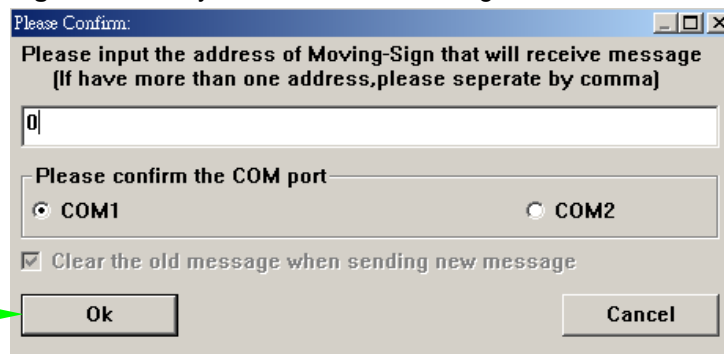 Please Confirm:
Please input the address of Moving-Sign that will receive message
(If have more than one address,please seperate by comma)
0
Please confirm the COM port
COM1 COM2
Clear the old message when sending new message
Ok Cancel